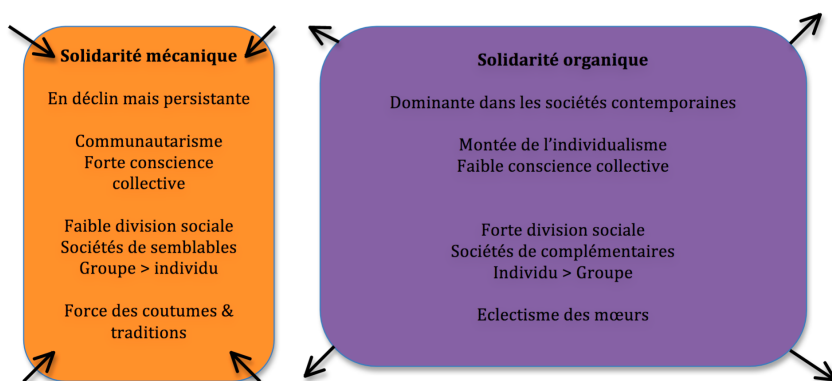 Solidarité mécanique
En déclin mais persistante
Communautarisme
Forte conscience
collective
Faible division sociale
Sociétés de semblables
Groupe > individu
Force des coutumes &
traditions
Solidarité organique
Dominante dans les sociétés contemporaines
Montée de l’individualisme
Faible conscience collective
Forte division sociale
Sociétés de complémentaires
Individu > Groupe
Eclectisme des mœurs